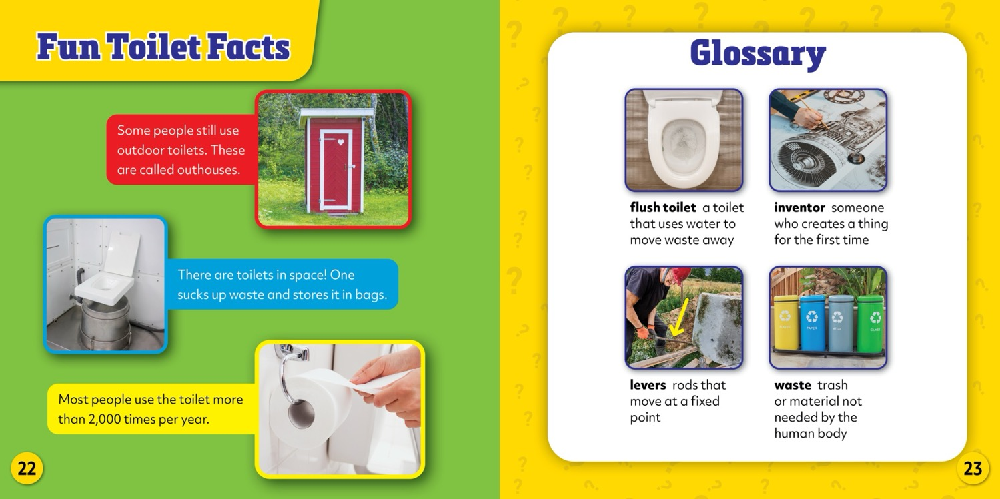 Fun Toilet Facts
Some people still use
outdoor toilets. These
are called outhouses.
There are toilets in space! One
sucks up waste and stores it in bags.
Most people use the toilet more
than 2,000 times per year.
22
Glossary
flush toilet a toilet
that uses water to
move waste away
inventor someone
who creates a thing
for the first time
levers rods that
move at a fixed
point
PAPER
METAL
GLASS
waste trash
or material not
needed by the
human body
23